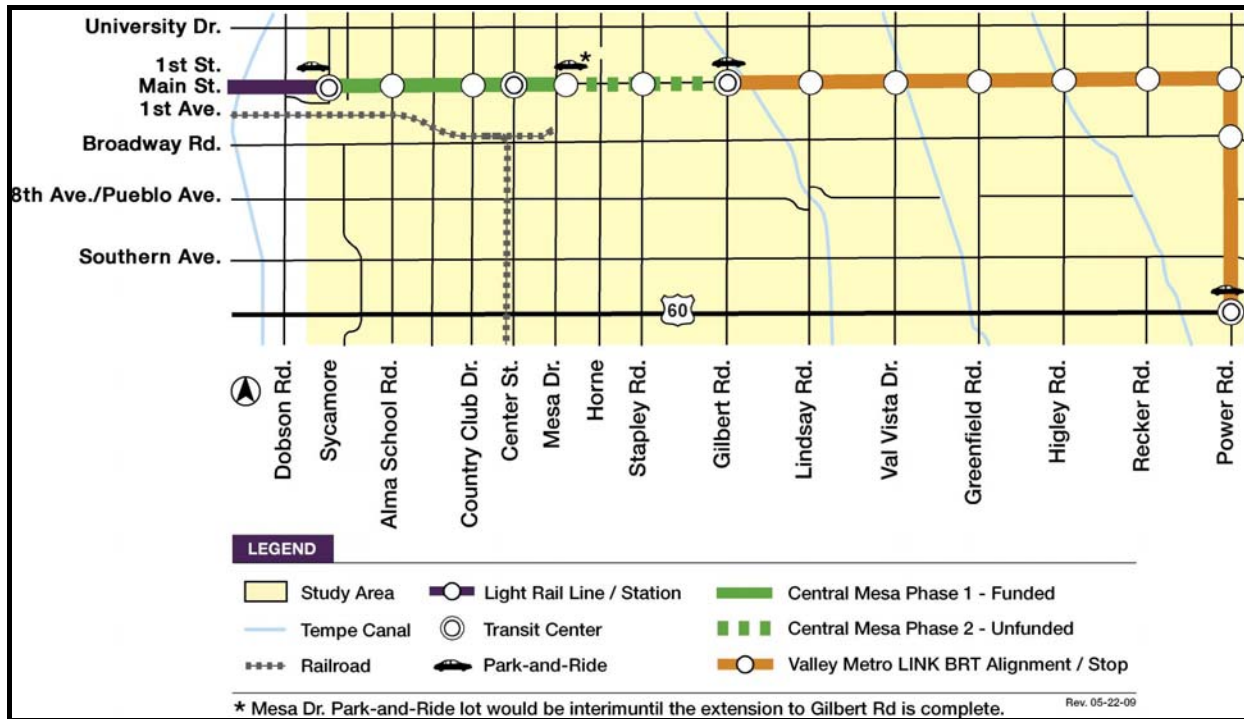 University Dr.
1st St.
*
Main St.
1st Ave.
Broadway Rd.
8th Ave./Pueblo Ave.
Southern Ave.
60
Dobson Rd.
Sycamore
Alma School Rd.
Country Club Dr.
Center St.
Mesa Dr.
Horne
Stapley Rd.
Gilbert Rd.
Lindsay Rd.
Val Vista Dr.
Greenfield Rd.
Higley Rd.
Recker Rd.
Power Rd.
LEGEND
Study Area
Light Rail Line / Station
Central Mesa Phase 1 - Funded
Tempe Canal
Transit Center
Central Mesa Phase 2 - Unfunded
Railroad
Park-and-Ride
Valley Metro LINK BRT Alignment / Stop
* Mesa Dr. Park-and-Ride lot would be interimuntil the extension to Gilbert Rd is complete.
Rev. 05-22-09